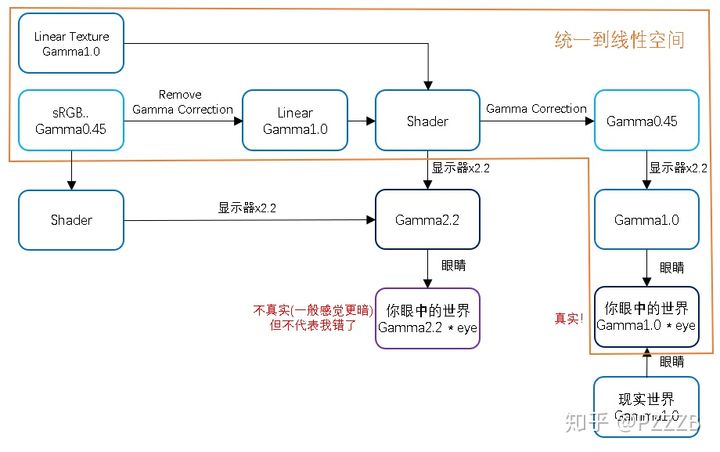 统一到线性空间
Linear Texture
Gamma1.0
sRGB..
Gamma0.45
Remove
Gamma Correction
Linear
Gamma1.0
Shader
Gamma Correction
Gamma0.45
显示器x2.2
显示器x2.2
Shader
显示器x2.2
Gamma2.2
Gamma1.0
眼睛
眼睛
不真实(一般感觉更暗)
但不代表我错了
你眼中的世界
Gamma2.2 * eye
真实!
你眼中的世界
Gamma1.0 * eye
眼睛
现实世界
Gamma1.0
知乎 @PZZZB